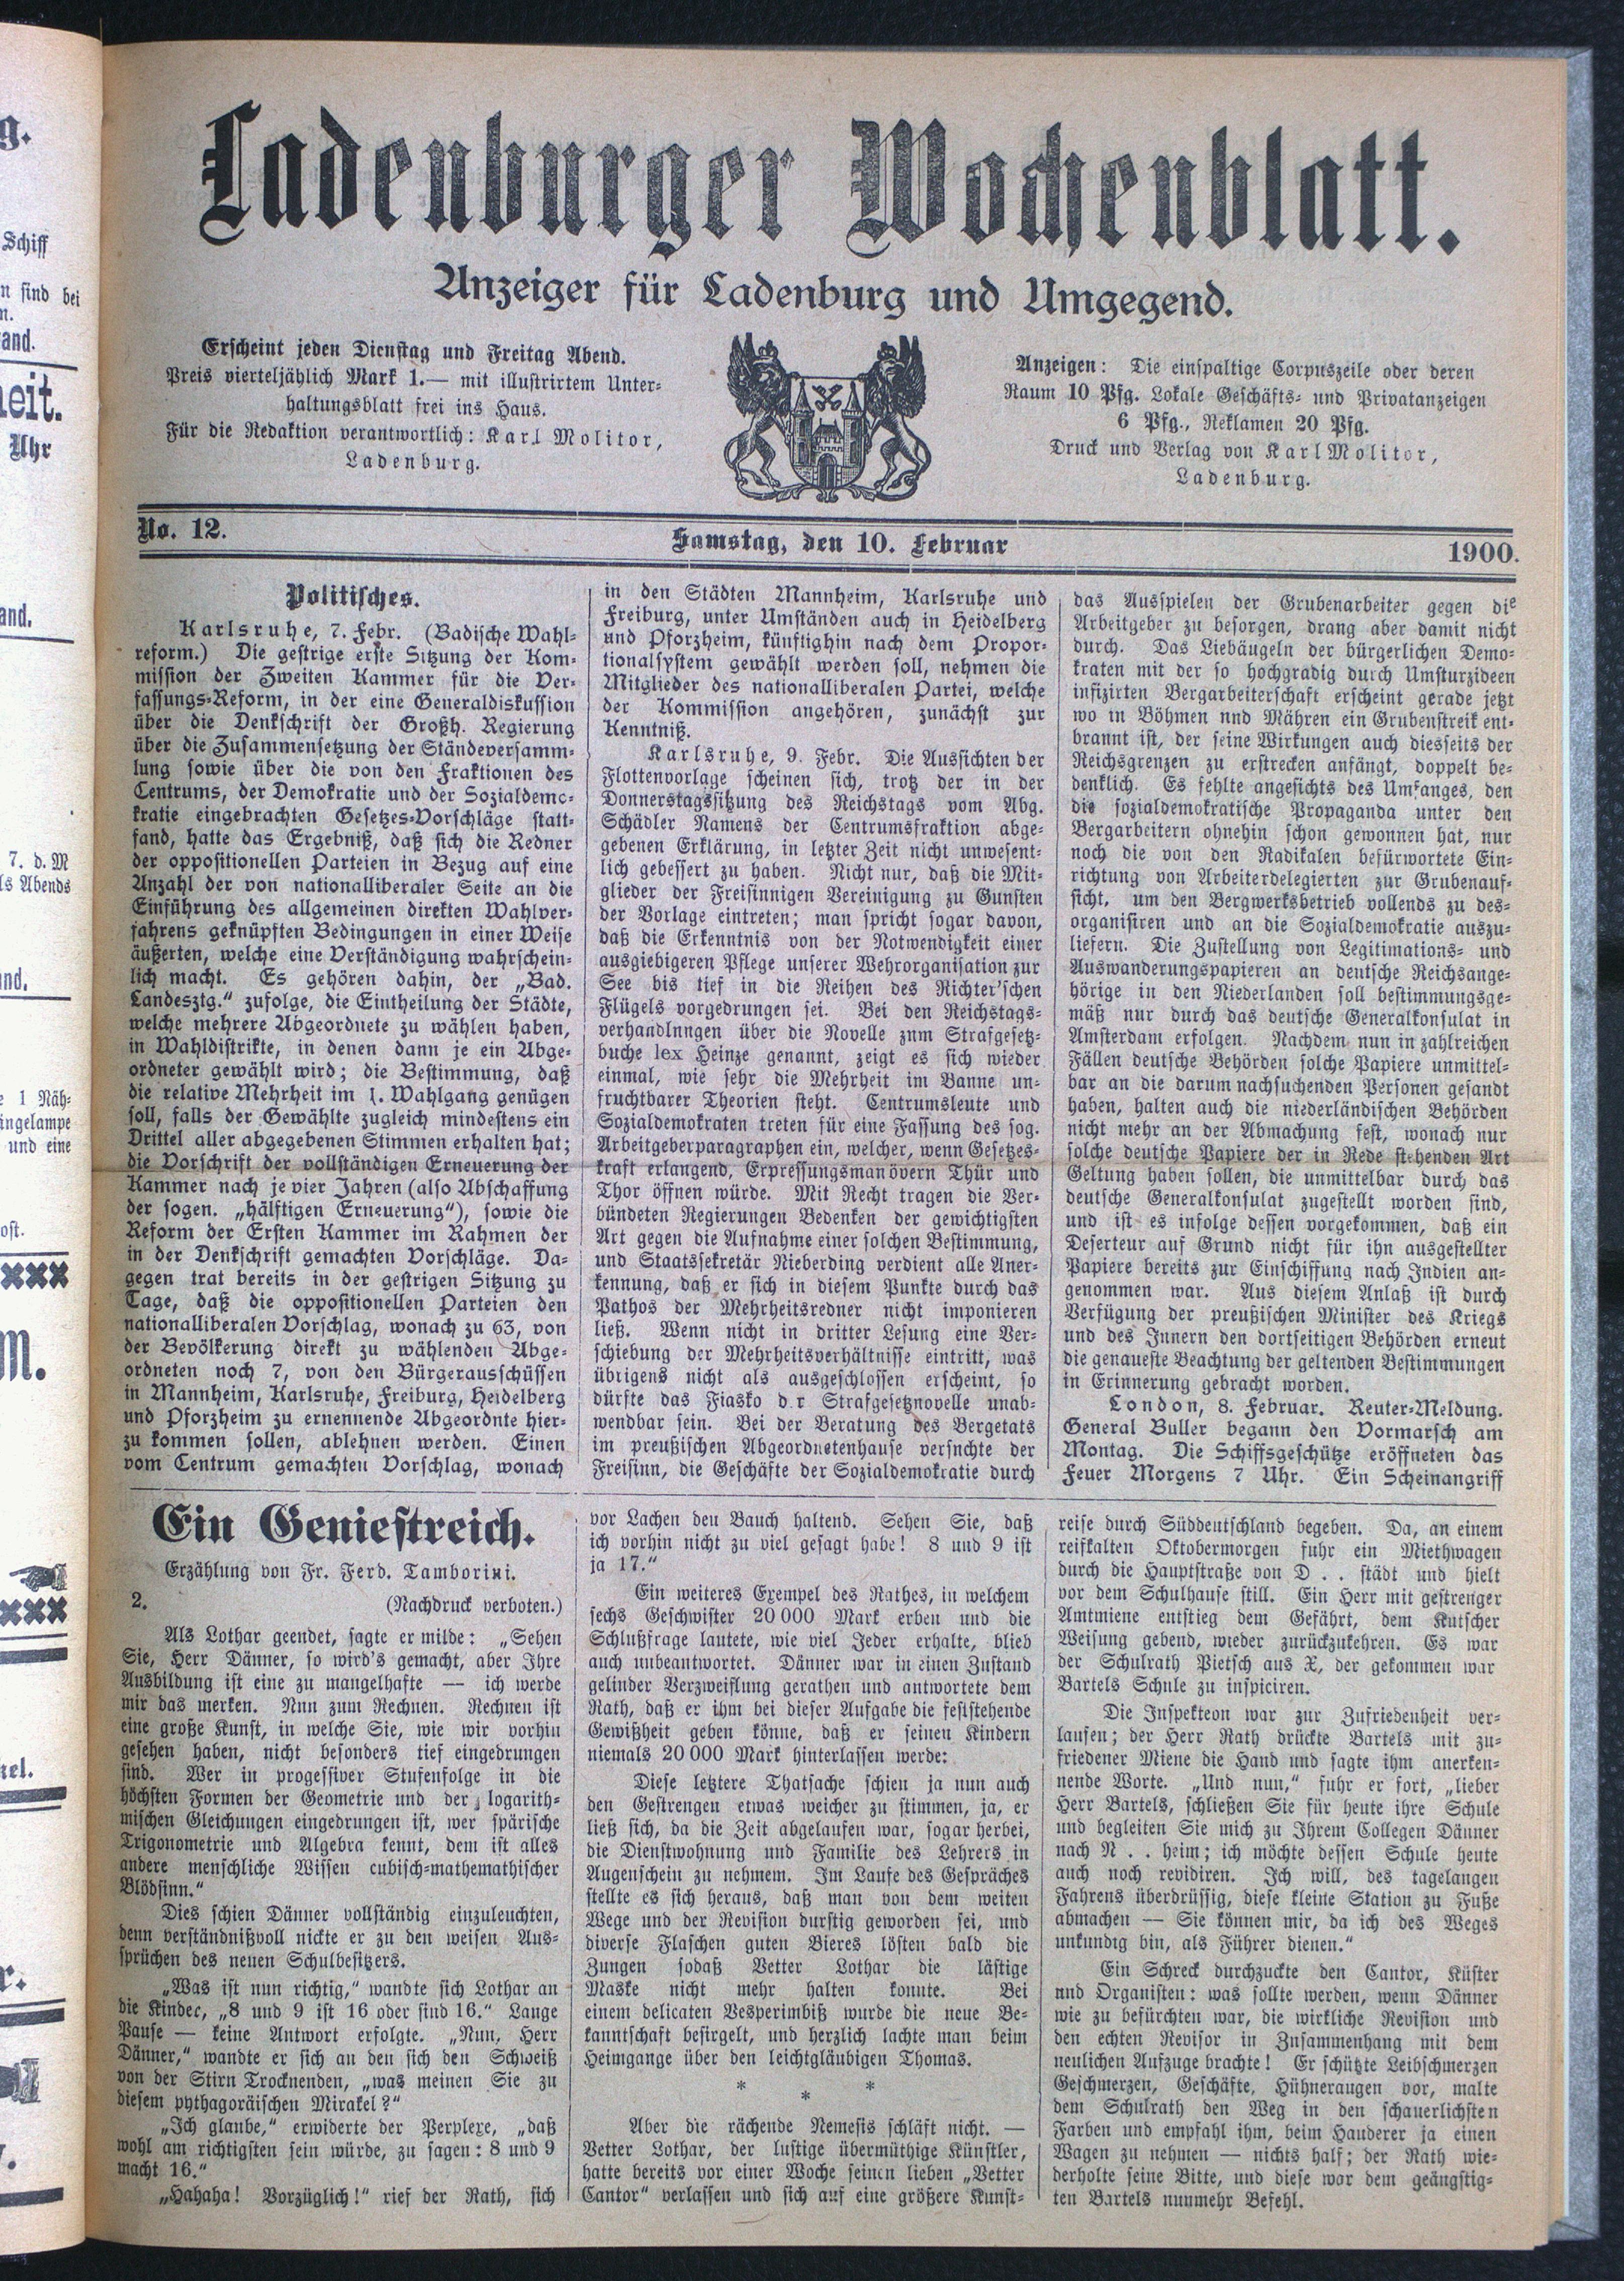 Ladenburger Wochenblatt.
Anzeiger für Ladenburg und Umgegend.
Erscheint jeden Dienstag und Freitag Abend.
Preis vierteljählich Mark 1.— mit illustrirtem Unter-
haltungsblatt frei ins Haus.
Für die Redaktion verantwortlich: Karl Molitor,
Ladenburg.
Anzeigen: Die einspaltige Corpuszeile oder deren
Raum 10 Pfg. Lokale Geschäfts- und Privatanzeigen
6 Pfg., Reklamen 20 Pfg.
Druck und Verlag von Karl Molitor,
Ladenburg.
No. 12.
Samstag, den 10. Februar
1900.
Politisches.
Karlsruhe, 7. Febr. (Badische Wahl-
reform.) Die gestrige erste Sitzung der Kom-
mission der Zweiten Kammer für die Ver-
fassungs-Reform, in der eine Generaldiskussion
über die Denkschrift der Großh. Regierung
über die Zusammensetzung der Ständeversamm-
lung sowie über die von den Fraktionen des
Centrums, der Demokratie und der Sozialdemo-
kratie eingebrachten Gesetzes-Vorschläge statt-
fand, hatte das Ergebniß, daß sich die Redner
der oppositionellen Parteien in Bezug auf eine
Anzahl der von nationalliberaler Seite an die
Einführung des allgemeinen direkten Wahlver-
fahrens geknüpften Bedingungen in einer Weise
äußerten, welche eine Verständigung wahrschein-
lich macht. Es gehören dahin, der „Bad.
Landesztg.“ zufolge, die Eintheilung der Städte,
welche mehrere Abgeordnete zu wählen haben,
in Wahldistrikte, in denen dann je ein Abge-
ordneter gewählt wird; die Bestimmung, daß
die relative Mehrheit im 1. Wahlgang genügen
soll, falls der Gewählte zugleich mindestens ein
Drittel aller abgegebenen Stimmen erhalten hat;
die Vorschrift der vollständigen Erneuerung der
Kammer nach je vier Jahren (also Abschaffung
der sogen. „hälftigen Erneuerung“), sowie die
Reform der Ersten Kammer im Rahmen der
in der Denkschrift gemachten Vorschläge. Da-
gegen trat bereits in der gestrigen Sitzung zu
Tage, daß die oppositionellen Parteien den
nationalliberalen Vorschlag, wonach zu 63, von
der Bevölkerung direkt zu wählenden Abge-
ordneten noch 7, von den Bürgerausschüssen
in Mannheim, Karlsruhe, Freiburg, Heidelberg
und Pforzheim zu ernennende Abgeordnte hier-
zu kommen sollen, ablehnen werden. Einen
vom Centrum gemachten Vorschlag, wonach
in den Städten Mannheim, Karlsruhe und
Freiburg, unter Umständen auch in Heidelberg
und Pforzheim, künftighin nach dem Propor-
tionalsystem gewählt werden soll, nehmen die
Mitglieder des nationalliberalen Partei, welche
der Kommission angehören, zunächst zur
Kenntniß.
Karlsruhe, 9. Febr. Die Aussichten der
Flottenvorlage scheinen sich, trotz der in der
Donnerstagssitzung des Reichstags vom Abg.
Schädler Namens der Centrumsfraktion abge-
gebenen Erklärung, in letzter Zeit nicht unwesent-
lich gebessert zu haben. Nicht nur, daß die Mit-
glieder der Freisinnigen Vereinigung zu Gunsten
der Vorlage eintreten; man spricht sogar davon,
daß die Erkenntnis von der Notwendigkeit einer
ausgiebigeren Pflege unserer Wehrorganisation zur
See bis tief in die Reihen des Richter'schen
Flügels vorgedrungen sei. Bei den Reichstags-
verhandlnngen über die Novelle znm Strafgesetz-
buche lex Heinze genannt, zeigt es sich wieder
einmal, wie sehr die Mehrheit im Banne un-
fruchtbarer Theorien steht. Centrumsleute und
Sozialdemokraten treten für eine Fassung des sog.
Arbeitgeberparagraphen ein, welcher, wenn Gesetzes-
kraft erlangend, Erpressungsmanövern Thür und
Thor öffnen würde. Mit Recht tragen die Ver-
bündeten Regierungen Bedenken der gewichtigsten
Art gegen die Aufnahme einer solchen Bestimmung,
und Staatssekretär Nieberding verdient alle Aner-
kennung, daß er sich in diesem Punkte durch das
Pathos der Mehrheitsredner nicht imponieren
ließ. Wenn nicht in dritter Lesung eine Ver-
schiebung der Mehrheitsverhältnisse eintritt, was
übrigens nicht als ausgeschlossen erscheint, so
dürfte das Fiasko d r Strafgesetznovelle unab-
wendbar sein. Bei der Beratung des Bergetats
im preußischen Abgeordnetenhause versnchte der
Freisinn, die Geschäfte der Sozialdemokratie durch
das Ausspielen der Grubenarbeiter gegen die
Arbeitgeber zu besorgen, drang aber damit nicht
durch. Das Liebäugeln der bürgerlichen Demo-
kraten mit der so hochgradig durch Umsturzideen
infizirten Bergarbeiterschaft erscheint gerade jetzt
wo in Böhmen nnd Mähren ein Grubenstreik ent-
brannt ist, der seine Wirkungen auch diesseits der
Reichsgrenzen zu erstrecken anfängt, doppelt be-
denklich. Es fehlte angesichts des Umfanges, den
die sozialdemokratische Propaganda unter den
Bergarbeitern ohnehin schon gewonnen hat, nur
noch die von den Radikalen befürwortete Ein-
richtung von Arbeiterdelegierten zur Grubenauf-
sicht, um den Bergwerksbetrieb vollends zu des-
organisiren und an die Sozialdemokratie auszu-
liefern. Die Zustellung von Legitimations- und
Auswanderungspapieren an deutsche Reichsange-
hörige in den Niederlanden soll bestimmungsge-
mäß nur durch das deutsche Generalkonsulat in
Amsterdam erfolgen. Nachdem nun in zahlreichen
Fällen deutsche Behörden solche Papiere unmittel-
bar an die darum nachsuchenden Personen gesandt
haben, halten auch die niederländischen Behörden
nicht mehr an der Abmachung fest, wonach nur
solche deutsche Papiere der in Rede stehenden Art
Geltung haben sollen, die unmittelbar durch das
deutsche Generalkonsulat zugestellt worden sind,
und ist es infolge dessen vorgekommen, daß ein
Deserteur auf Grund nicht für ihn ausgestellter
Papiere bereits zur Einschiffung nach Indien an-
genommen war. Aus diesem Anlaß ist durch
Verfügung der preußischen Minister des Kriegs
und des Innern den dortseitigen Behörden erneut
die genaueste Beachtung der geltenden Bestimmungen
in Erinnerung gebracht worden.
London, 8. Februar. Reuter-Meldung.
General Buller begann den Vormarsch am
Montag. Die Schiffsgeschütze eröffneten das
Feuer Morgens 7 Uhr. Ein Scheinangriff
Ein Geniestreich.
Erzählung von Fr. Ferd. Tamborini.
2. (Nachdruck verboten.)
Als Lothar geendet, sagte er milde: „Sehen
Sie, Herr Dänner, so wird's gemacht, aber Ihre
Ausbildung ist eine zu mangelhafte — ich werde
mir das merken. Nun zum Rechnen. Rechnen ist
eine große Kunst, in welche Sie, wie wir vorhin
gesehen haben, nicht besonders tief eingedrungen
sind. Wer in progessiver Stufenfolge in die
höchsten Formen der Geometrie und der logarith-
mischen Gleichungen eingedrungen ist, wer spärische
Trigonometrie und Algebra kennt, dem ist alles
andere menschliche Wissen cubisch-mathemathischer
Blödsinn.“
Dies schien Dänner vollständig einzuleuchten,
denn verständnißvoll nickte er zu den weisen Aus-
sprüchen des neuen Schulbesitzers.
„Was ist nun richtig,“ wandte sich Lothar an
die Kindec, „8 und 9 ist 16 oder sind 16.“ Lange
Pause — keine Antwort erfolgte. „Nun, Herr
Dänner,“ wandte er sich an den sich den Schweiß
von der Stirn Trocknenden, „was meinen Sie zu
diesem pythagoräischen Mirakel?“
„Ich glaube,“ erwiderte der Perplexe, „daß
wohl am richtigsten sein würde, zu sagen: 8 und 9
macht 16.“
„Hahaha! Vorzüglich!“ rief der Rath, sich
vor Lachen den Bauch haltend. Sehen Sie, daß
ich vorhin nicht zu viel gesagt habe! 8 und 9 ist
ja 17.“
Ein weiteres Exempel des Rathes, in welchem
sechs Geschwister 20 000 Mark erben und die
Schlußfrage lautete, wie viel Jeder erhalte, blieb
auch unbeantwortet. Dänner war in einen Zustand
gelinder Verzweiflung gerathen und antwortete dem
Rath, daß er ihm bei dieser Aufgabe die feststehende
Gewißheit geben könne, daß er seinen Kindern
niemals 20 000 Mark hinterlassen werde:
Diese letztere Thatsache schien ja nun auch
den Gestrengen etwas weicher zu stimmen, ja, er
ließ sich, da die Zeit abgelaufen war, sogar herbei,
die Dienstwohnung und Familie des Lehrers in
Augenschein zu nehmem. Im Laufe des Gespräches
stellte es sich heraus, daß man von dem weiten
Wege und der Revision durstig geworden sei, und
diverse Flaschen guten Bieres lösten bald die
Zungen sodaß Vetter Lothar die lästige
Maske nicht mehr halten konnte. Bei
einem delicaten Vesperimbiß wurde die neue Be-
kanntschaft besirgelt, und herzlich lachte man beim
Heimgange über den leichtgläubigen Thomas.
* * *
Aber die rächende Nemesis schläft nicht. —
Vetter Lothar, der lustige übermüthige Künstler,
hatte bereits vor einer Woche seinen lieben „Vetter
Cantor“ verlassen und sich auf eine größere Kunst-
reise durch Süddeutschland begeben. Da, an einem
reifkalten Oktobermorgen fuhr ein Miethwagen
durch die Hauptstraße von D . . städt und hielt
vor dem Schulhause still. Ein Herr mit gestrenger
Amtmiene entstieg dem Gefährt, dem Kutscher
Weisung gebend, wieder zurückzukehren. Es war
der Schulrath Pietsch aus X, der gekommen war
Bartels Schule zu inspiciren.
Die Inspekteon war zur Zufriedenheit ver-
laufen; der Herr Rath drückte Bartels mit zu-
friedener Miene die Hand und sagte ihm anerken-
nende Worte. „Und nun,“ fuhr er fort, „lieber
Herr Bartels, schließen Sie für heute ihre Schule
und begleiten Sie mich zu Ihrem Collegen Dänner
nach N . . heim; ich möchte dessen Schule heute
auch noch revidiren. Ich will, des tagelangen
Fahrens überdrüssig, diese kleine Station zu Fuße
abmachen — Sie können mir, da ich des Weges
unkundig bin, als Führer dienen.“
Ein Schreck durchzuckte den Cantor, Küster
nnd Organisten: was sollte werden, wenn Dänner
wie zu befürchten war, die wirkliche Revision und
den echten Revisor in Zusammenhang mit dem
neulichen Aufzuge brachte! Er schützte Leibschmerzen
Geschmerzen, Geschäfte, Hühneraugen vor, malte
dem Schulrath den Weg in den schauerlichsten
Farben und empfahl ihm, beim Hauderer ja einen
Wagen zu nehmen — nichts half; der Rath wie-
derholte seine Bitte, und diese war dem geängstig-
ten Bartels nunmehr Befehl.